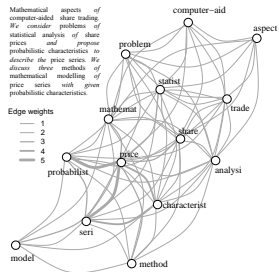 Mathematical aspects of
computer-aided share trading.
We consider problems of
statistical analysis of share
prices and propose
probabilistic characteristics to
describe the price series. We
discuss three methods of
mathematical modelling of
price series with given
probabilistic characteristics.
computer-aid
aspect
problem
statist
trade
mathemat
share
price
probabilist
analysi
characterist
seri
model
method
Edge weights
1
2
3
4
5